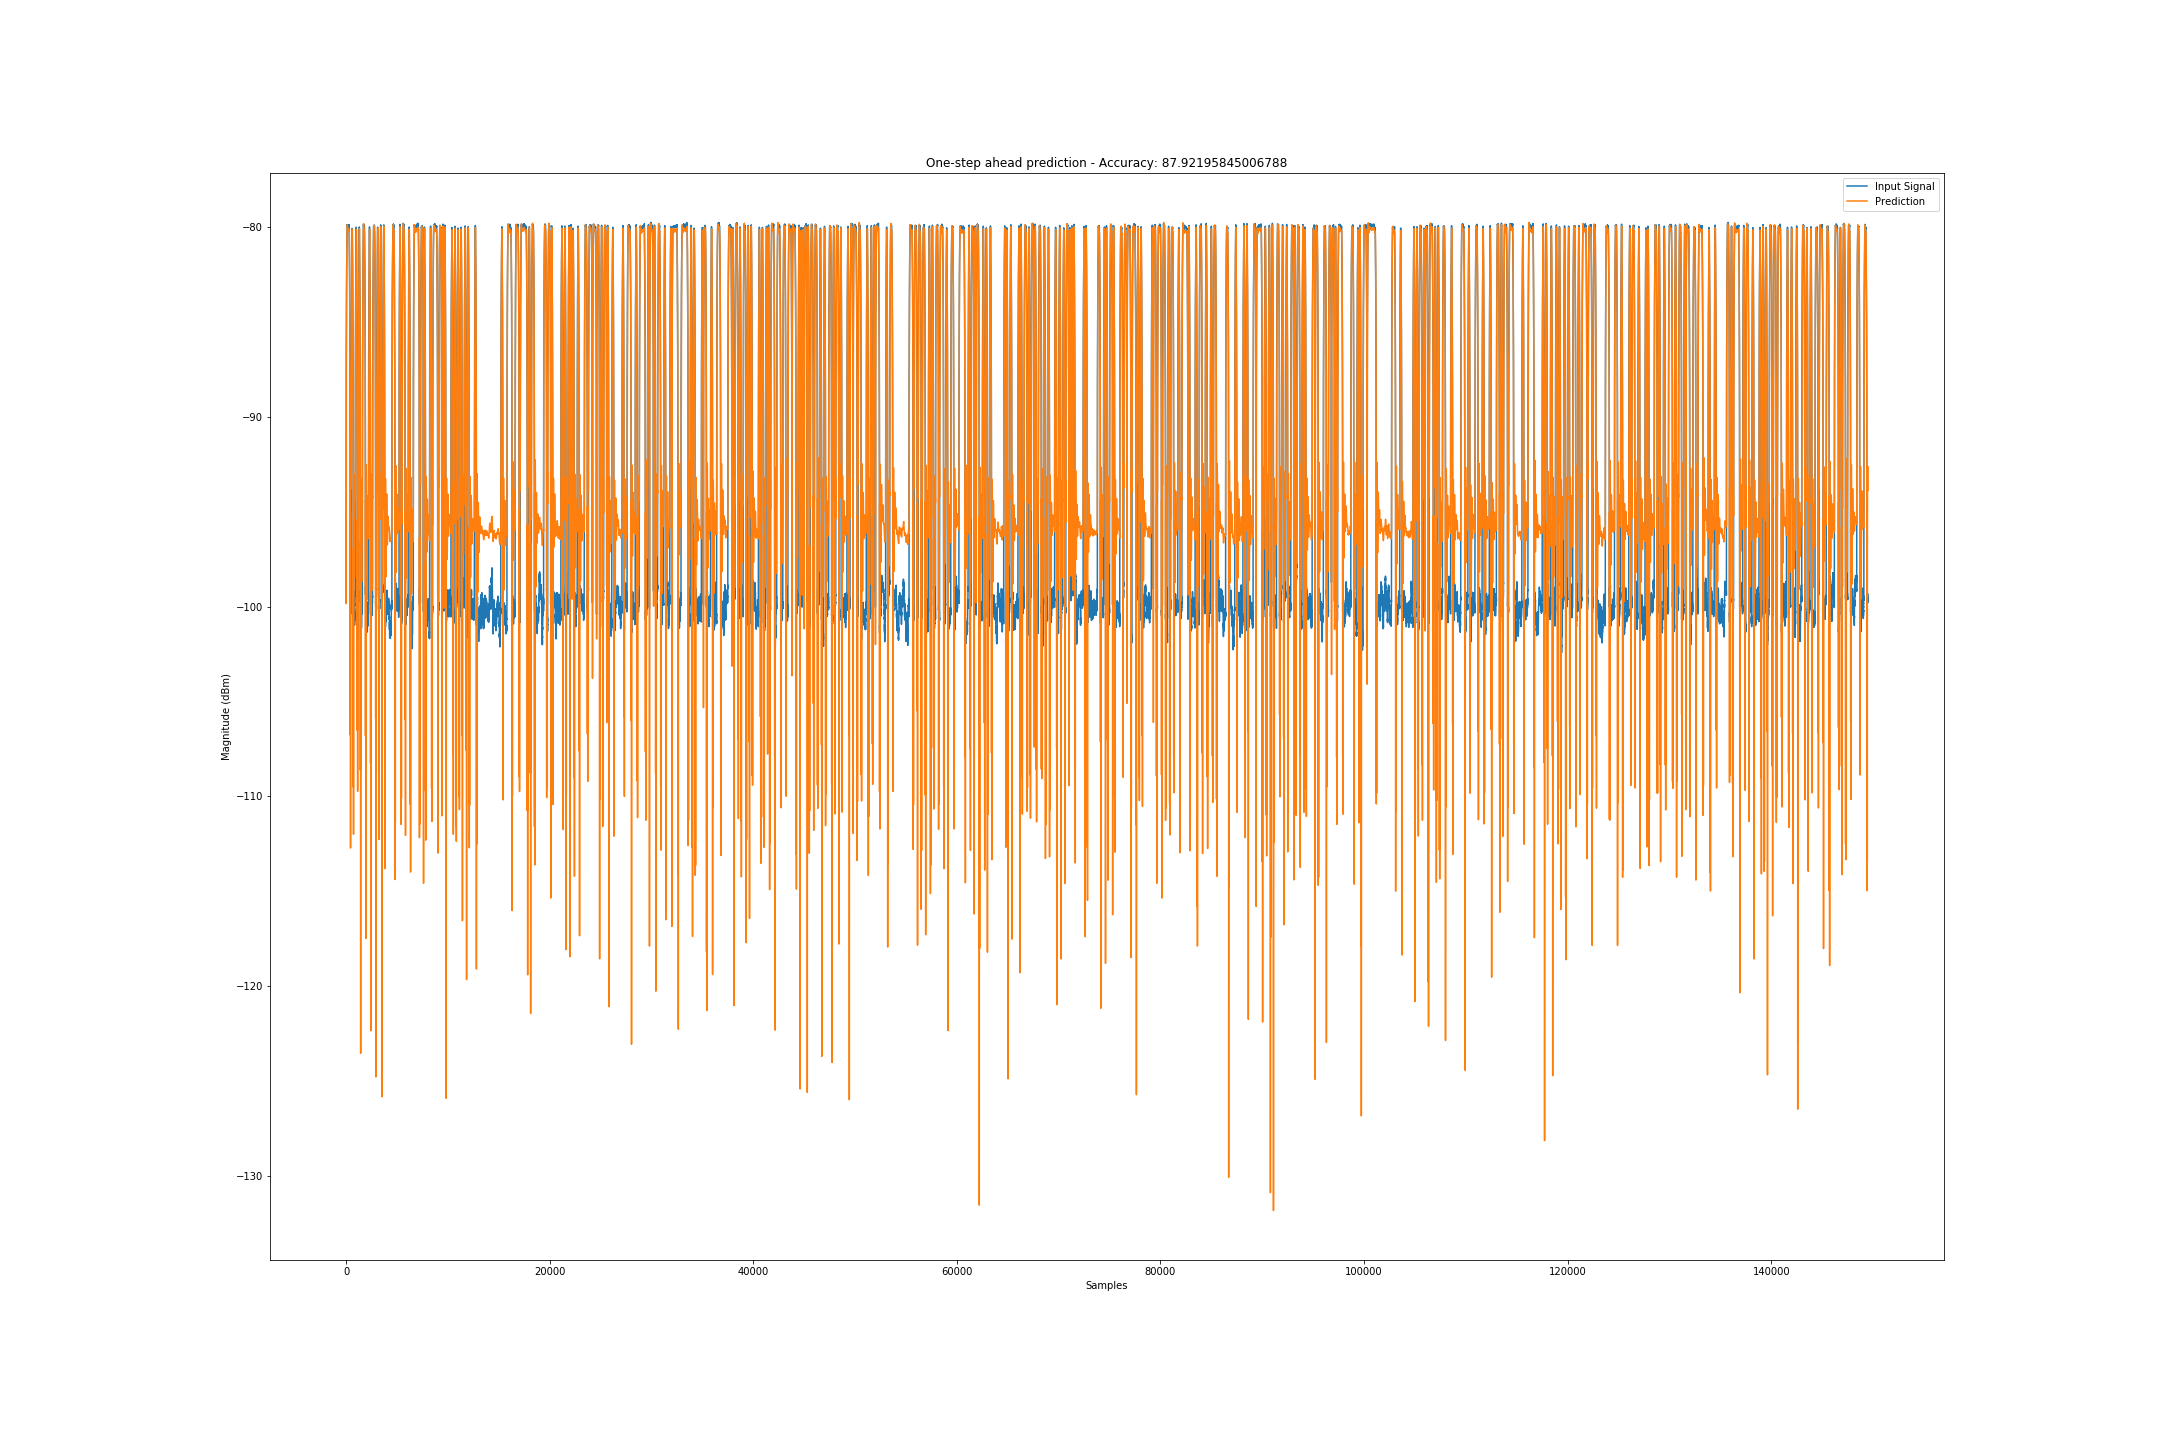 One-step ahead prediction - Accuracy: 87.92195845006788
Input Signal
Prediction
−80
−90
−100
−110
−120
−130
Magnitude (dBm)
0
20000
40000
60000
80000
100000
120000
140000
Samples